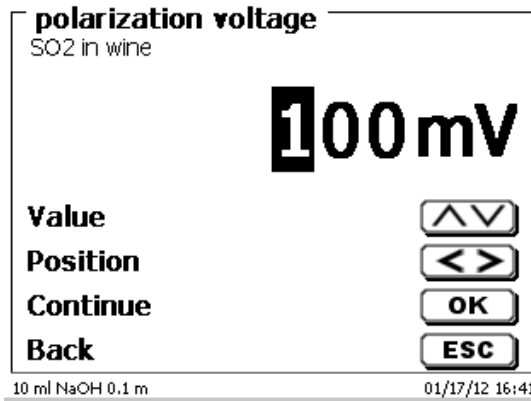 polarization voltage
SO2 in wine
100mV
Value
Position
Continue OK
Back ESC
10 ml NaOH 0.1 m 01/17/12 16:41